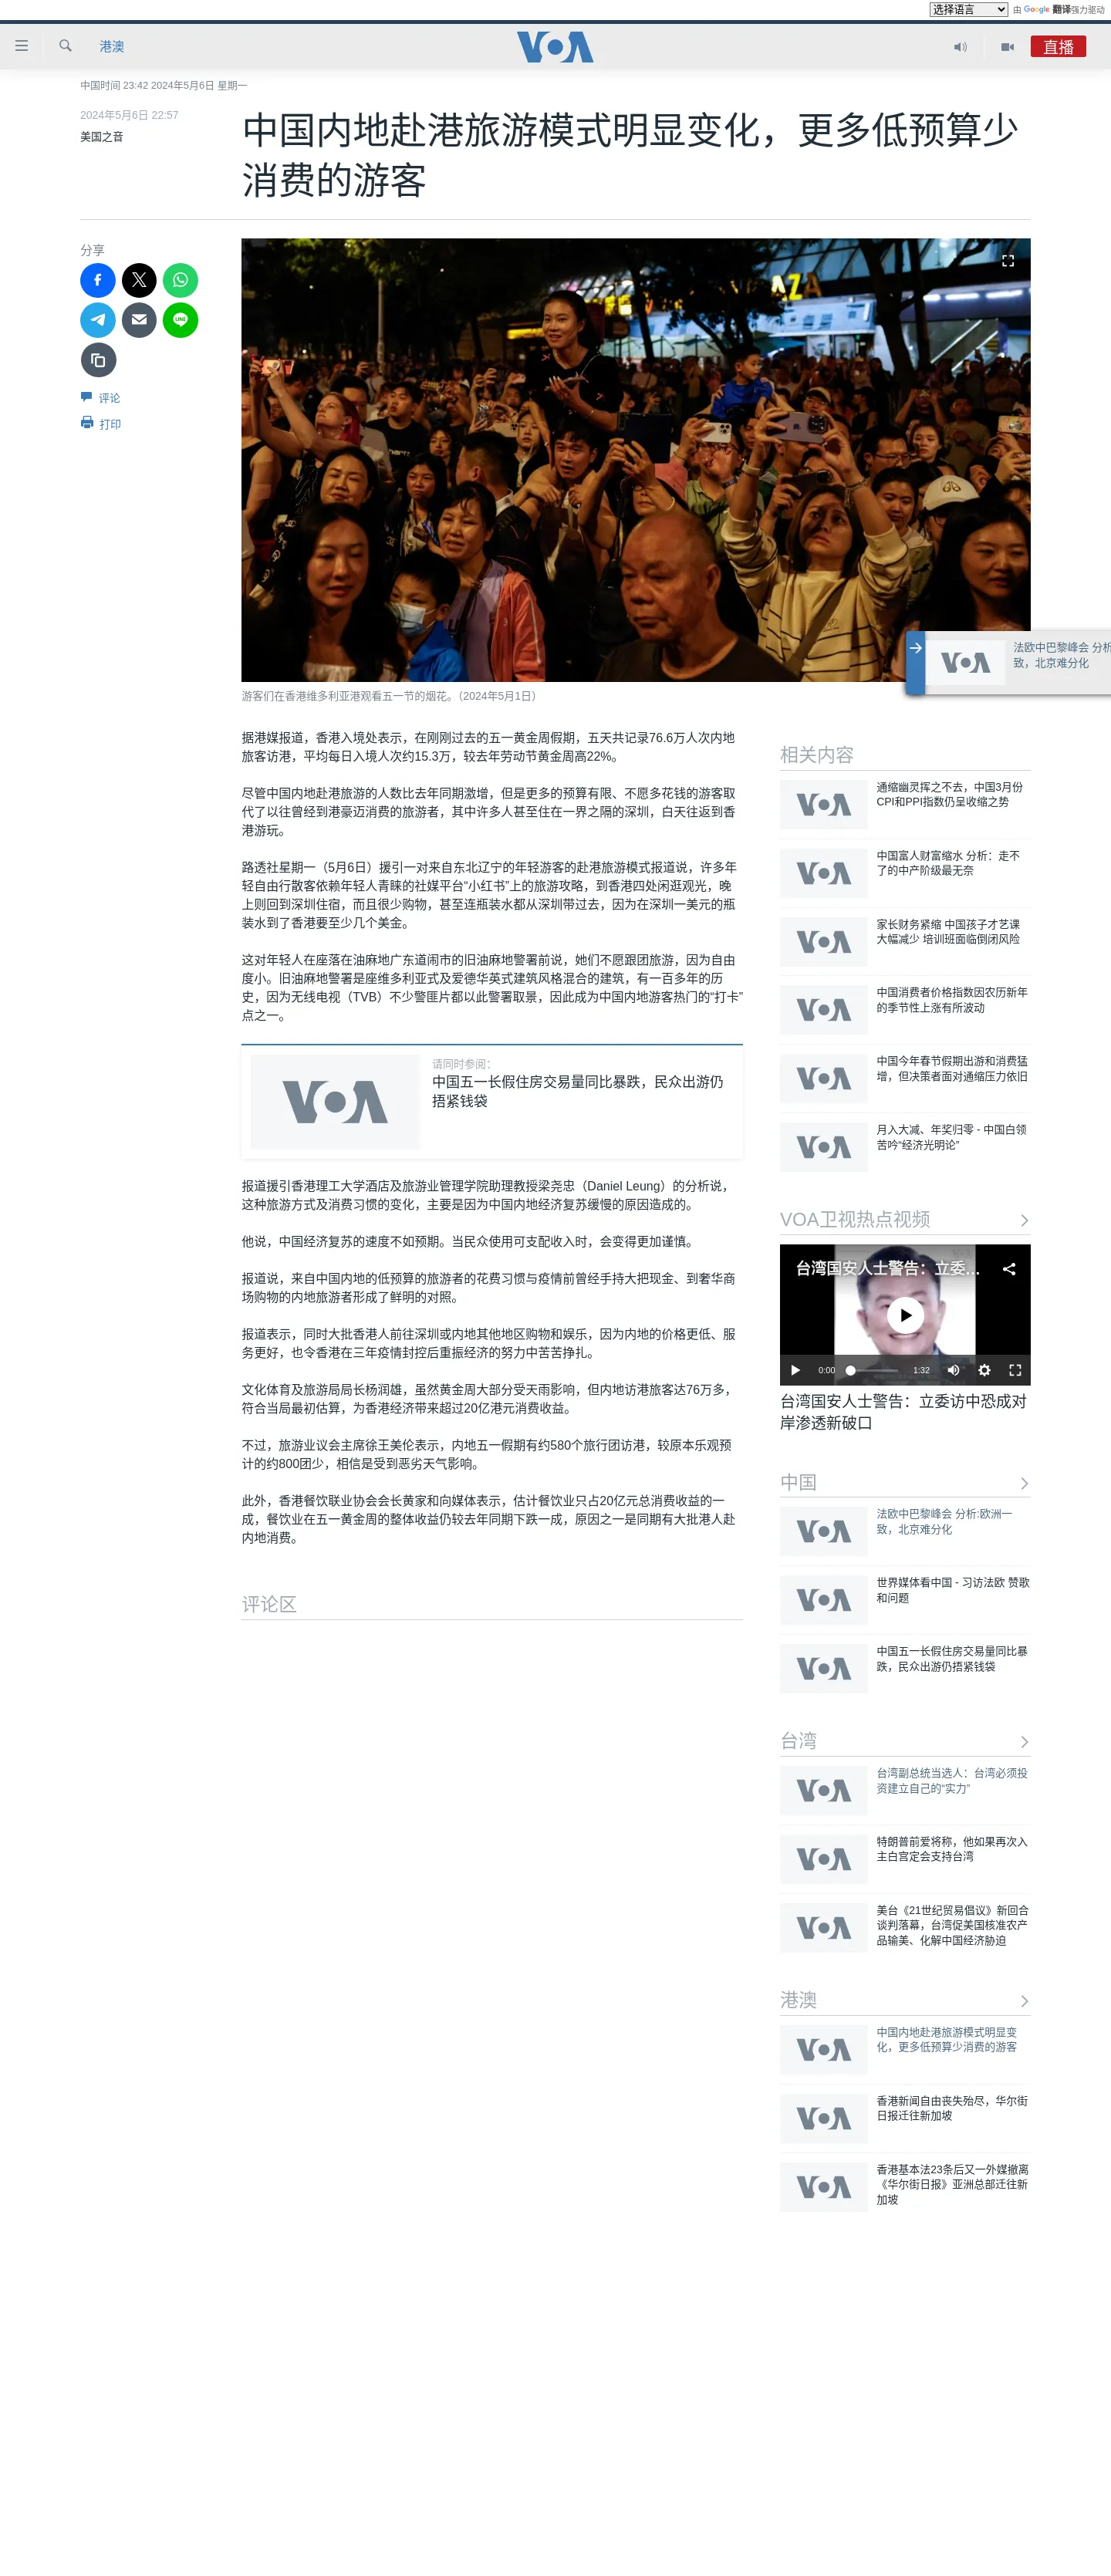 选择语言 由 Google 翻译强力驱动
港澳
VOA
直播
中国时间 23:42 2024年5月6日 星期一
2024年5月6日 22:57
美国之音
中国内地赴港旅游模式明显变化，更多低预算少
消费的游客
分享
LINE
评论
打印
游客们在香港维多利亚港观看五一节的烟花。（2024年5月1日）
VOA
法欧中巴黎峰会 分析
致，北京难分化
据港媒报道，香港入境处表示，在刚刚过去的五一黄金周假期，五天共记录76.6万人次内地
旅客访港，平均每日入境人次约15.3万，较去年劳动节黄金周高22%。
尽管中国内地赴港旅游的人数比去年同期激增，但是更多的预算有限、不愿多花钱的游客取
代了以往曾经到港豪迈消费的旅游者，其中许多人甚至住在一界之隔的深圳，白天往返到香
港游玩。
路透社星期一（5月6日）援引一对来自东北辽宁的年轻游客的赴港旅游模式报道说，许多年
轻自由行散客依赖年轻人青睐的社媒平台“小红书”上的旅游攻略，到香港四处闲逛观光，晚
上则回到深圳住宿，而且很少购物，甚至连瓶装水都从深圳带过去，因为在深圳一美元的瓶
装水到了香港要至少几个美金。
这对年轻人在座落在油麻地广东道闹市的旧油麻地警署前说，她们不愿跟团旅游，因为自由
度小。旧油麻地警署是座维多利亚式及爱德华英式建筑风格混合的建筑，有一百多年的历
史，因为无线电视（TVB）不少警匪片都以此警署取景，因此成为中国内地游客热门的“打卡”
点之一。
VOA
请同时参阅：
中国五一长假住房交易量同比暴跌，民众出游仍
捂紧钱袋
报道援引香港理工大学酒店及旅游业管理学院助理教授梁尧忠（Daniel Leung）的分析说，
这种旅游方式及消费习惯的变化，主要是因为中国内地经济复苏缓慢的原因造成的。
他说，中国经济复苏的速度不如预期。当民众使用可支配收入时，会变得更加谨慎。
报道说，来自中国内地的低预算的旅游者的花费习惯与疫情前曾经手持大把现金、到奢华商
场购物的内地旅游者形成了鲜明的对照。
报道表示，同时大批香港人前往深圳或内地其他地区购物和娱乐，因为内地的价格更低、服
务更好，也令香港在三年疫情封控后重振经济的努力中苦苦挣扎。
文化体育及旅游局局长杨润雄，虽然黄金周大部分受天雨影响，但内地访港旅客达76万多，
符合当局最初估算，为香港经济带来超过20亿港元消费收益。
不过，旅游业议会主席徐王美伦表示，内地五一假期有约580个旅行团访港，较原本乐观预
计的约800团少，相信是受到恶劣天气影响。
此外，香港餐饮联业协会会长黄家和向媒体表示，估计餐饮业只占20亿元总消费收益的一
成，餐饮业在五一黄金周的整体收益仍较去年同期下跌一成，原因之一是同期有大批港人赴
内地消费。
评论区
相关内容
VOA
通缩幽灵挥之不去，中国3月份
CPI和PPI指数仍呈收缩之势
VOA
中国富人财富缩水 分析：走不
了的中产阶级最无奈
VOA
家长财务紧缩 中国孩子才艺课
大幅减少 培训班面临倒闭风险
VOA
中国消费者价格指数因农历新年
的季节性上涨有所波动
VOA
中国今年春节假期出游和消费猛
增，但决策者面对通缩压力依旧
VOA
月入大减、年奖归零 - 中国白领
苦吟“经济光明论”
VOA卫视热点视频
台湾国安人士警告：立委...
0:00 1:32
台湾国安人士警告：立委访中恐成对
岸渗透新破口
中国
VOA
法欧中巴黎峰会 分析:欧洲一
致，北京难分化
VOA
世界媒体看中国 - 习访法欧 赞歌
和问题
VOA
中国五一长假住房交易量同比暴
跌，民众出游仍捂紧钱袋
台湾
VOA
台湾副总统当选人：台湾必须投
资建立自己的“实力”
VOA
特朗普前爱将称，他如果再次入
主白宫定会支持台湾
VOA
美台《21世纪贸易倡议》新回合
谈判落幕，台湾促美国核准农产
品输美、化解中国经济胁迫
港澳
VOA
中国内地赴港旅游模式明显变
化，更多低预算少消费的游客
VOA
香港新闻自由丧失殆尽，华尔街
日报迁往新加坡
VOA
香港基本法23条后又一外媒撤离
《华尔街日报》亚洲总部迁往新
加坡